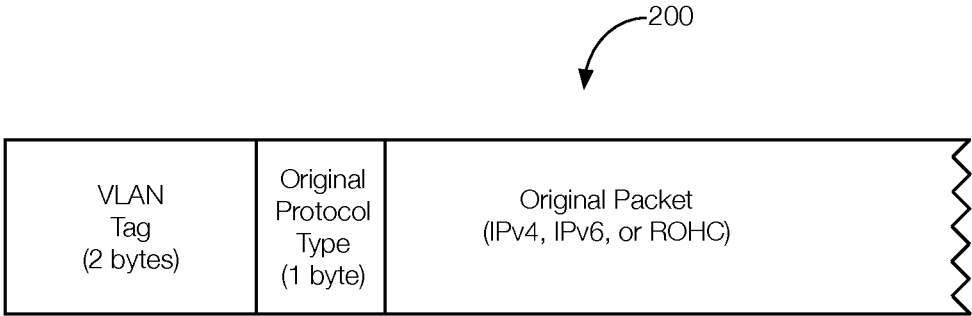 200
VLAN
Tag
(2 bytes)
Original
Protocol
Type
(1 byte)
Original Packet
(IPv4, IPv6, or ROHC)